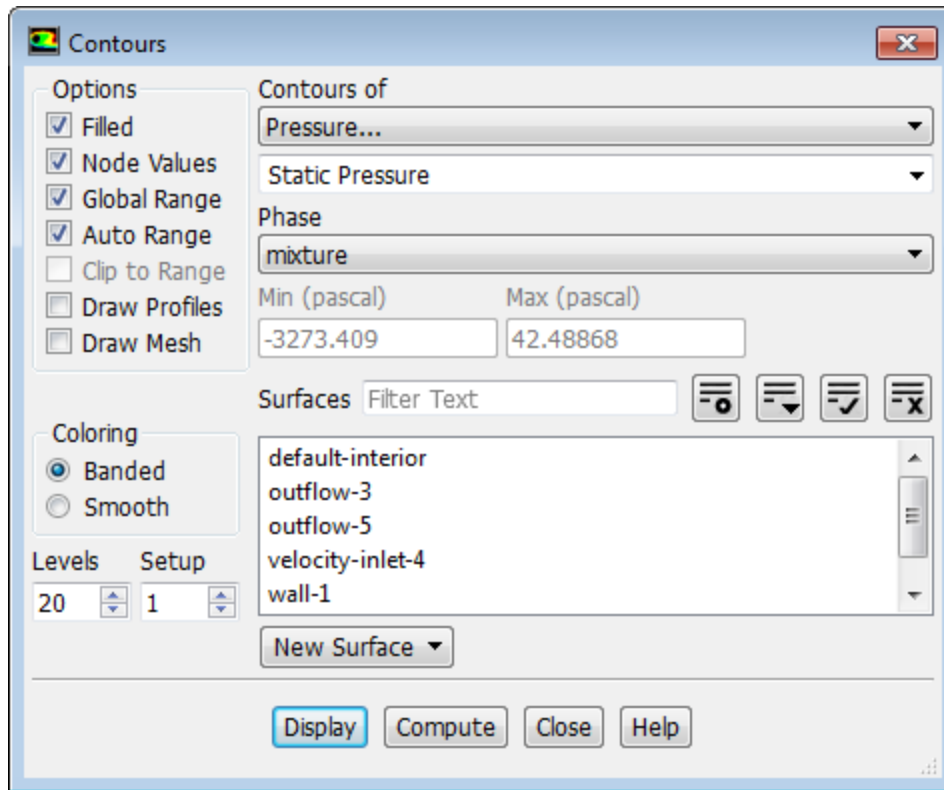 Contours
Options
Filled
Node Values
Global Range
Auto Range
Clip to Range
Draw Profiles
Draw Mesh
Coloring
Banded
Smooth
Levels Setup
20 1
Contours of
Pressure...
Static Pressure
Phase
mixture
Min (pascal) Max (pascal)
-3273.409 42.48868
Surfaces Filter Text
default-interior
outflow-3
outflow-5
velocity-inlet-4
wall-1
New Surface
Display Compute Close Help